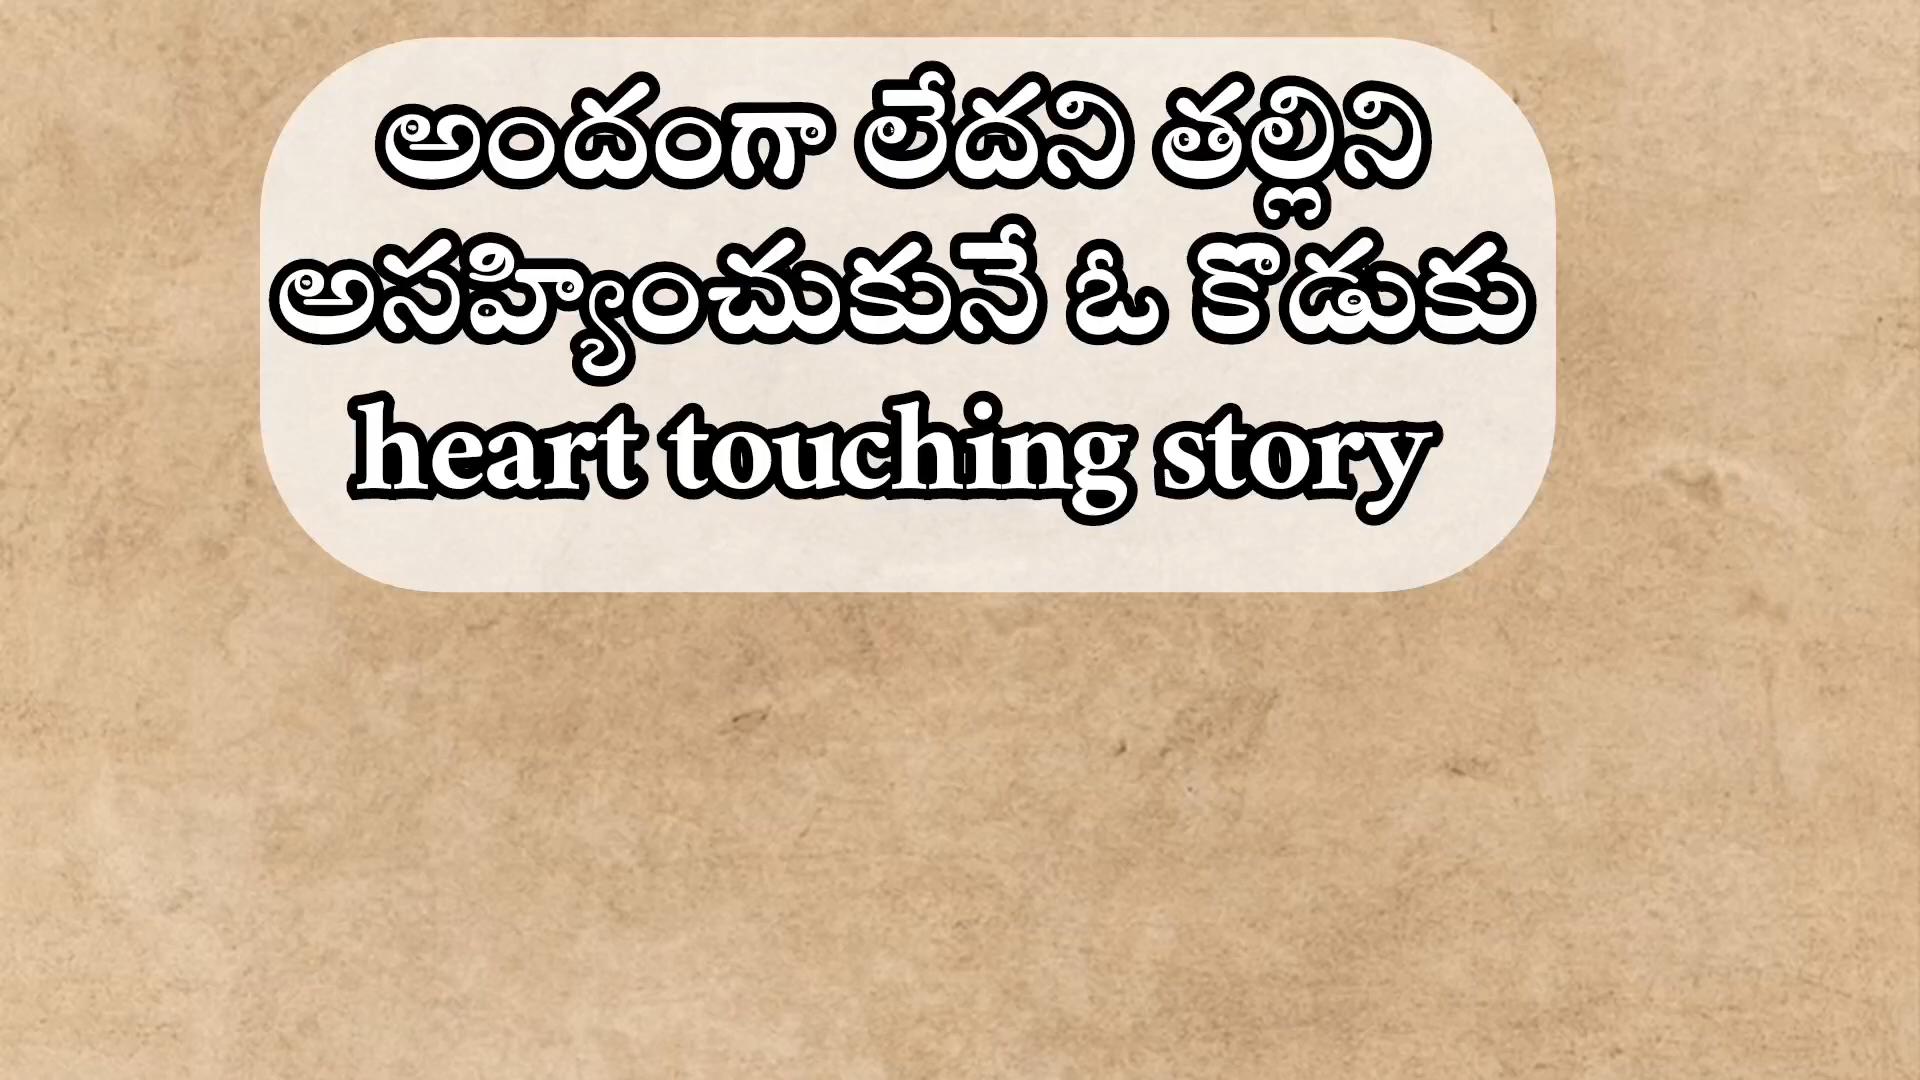 అందంగా లేదని తల్లిని
అసహ్యించుకునే ఓ కొడుకు
heart touching story